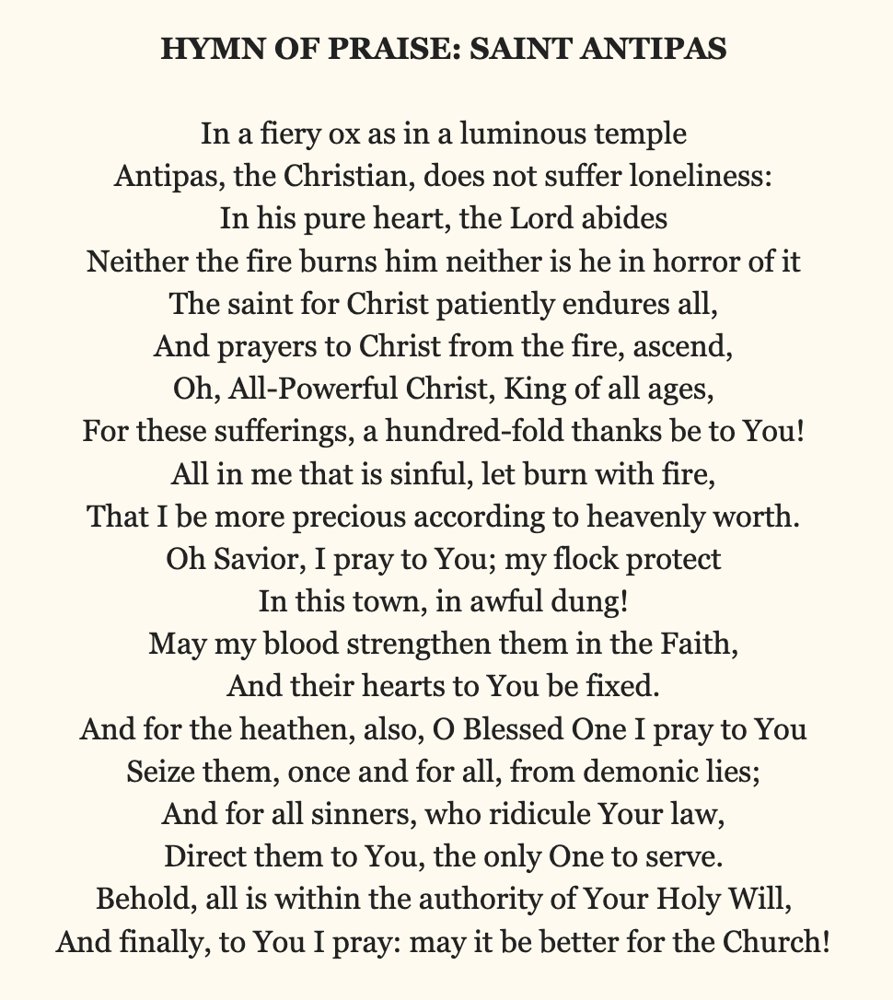 HYMN OF PRAISE: SAINT ANTIPAS
In a fiery ox as in a luminous temple
Antipas, the Christian, does not suffer loneliness:
In his pure heart, the Lord abides
Neither the fire burns him neither is he in horror of it
The saint for Christ patiently endures all,
And prayers to Christ from the fire, ascend,
Oh, All-Powerful Christ, King of all ages,
For these sufferings, a hundred-fold thanks be to You!
All in me that is sinful, let burn with fire,
That I be more precious according to heavenly worth.
Oh Savior, I pray to You; my flock protect
In this town, in awful dung!
May my blood strengthen them in the Faith,
And their hearts to You be fixed.
And for the heathen, also, O Blessed One I pray to You
Seize them, once and for all, from demonic lies;
And for all sinners, who ridicule Your law,
Direct them to You, the only One to serve.
Behold, all is within the authority of Your Holy Will,
And finally, to You I pray: may it be better for the Church!